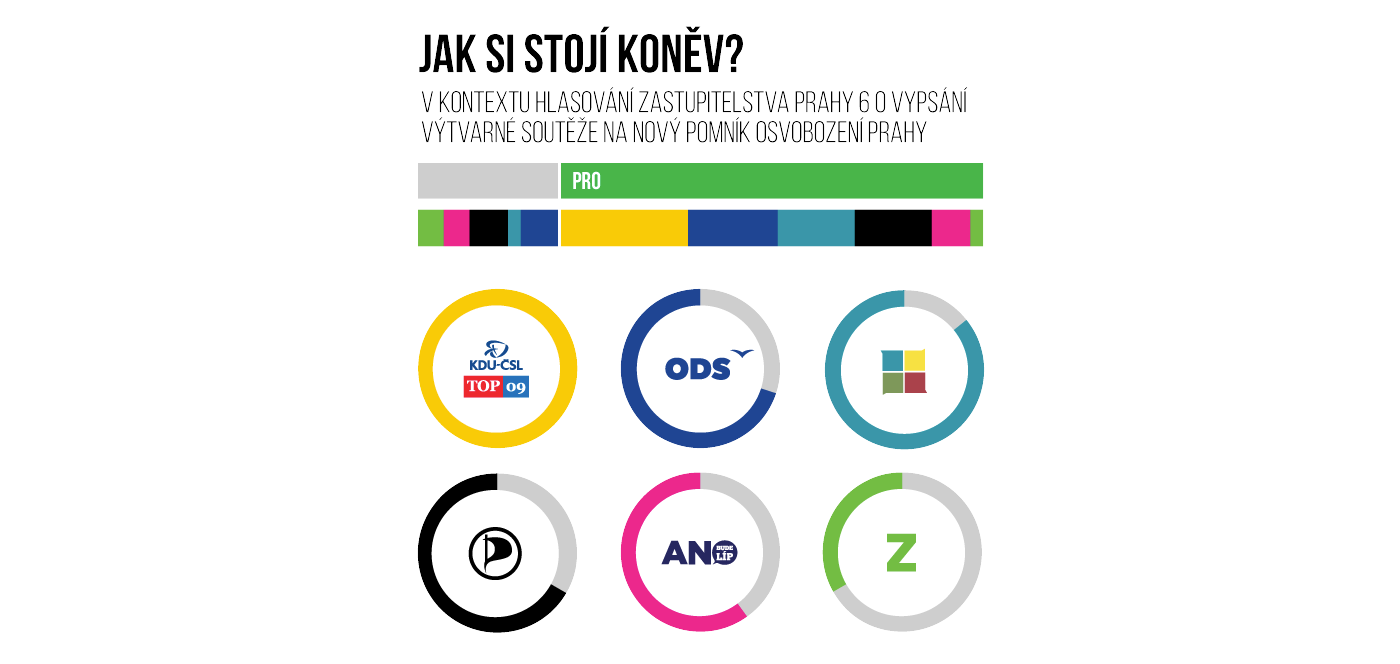 JAK SI STOJÍ KONĚV?
V KONTEXTU HLASOVÁNÍ ZASTUPITELSTVA PRAHY 6 O VYPSÁNÍ
VÝTVARNÉ SOUTĚŽE NA NOVÝ POMNÍK OSVOBOZENÍ PRAHY
PRO
KDU-ČSL
TOP 09
ODS
ANO
BUDE
LÍP
Z